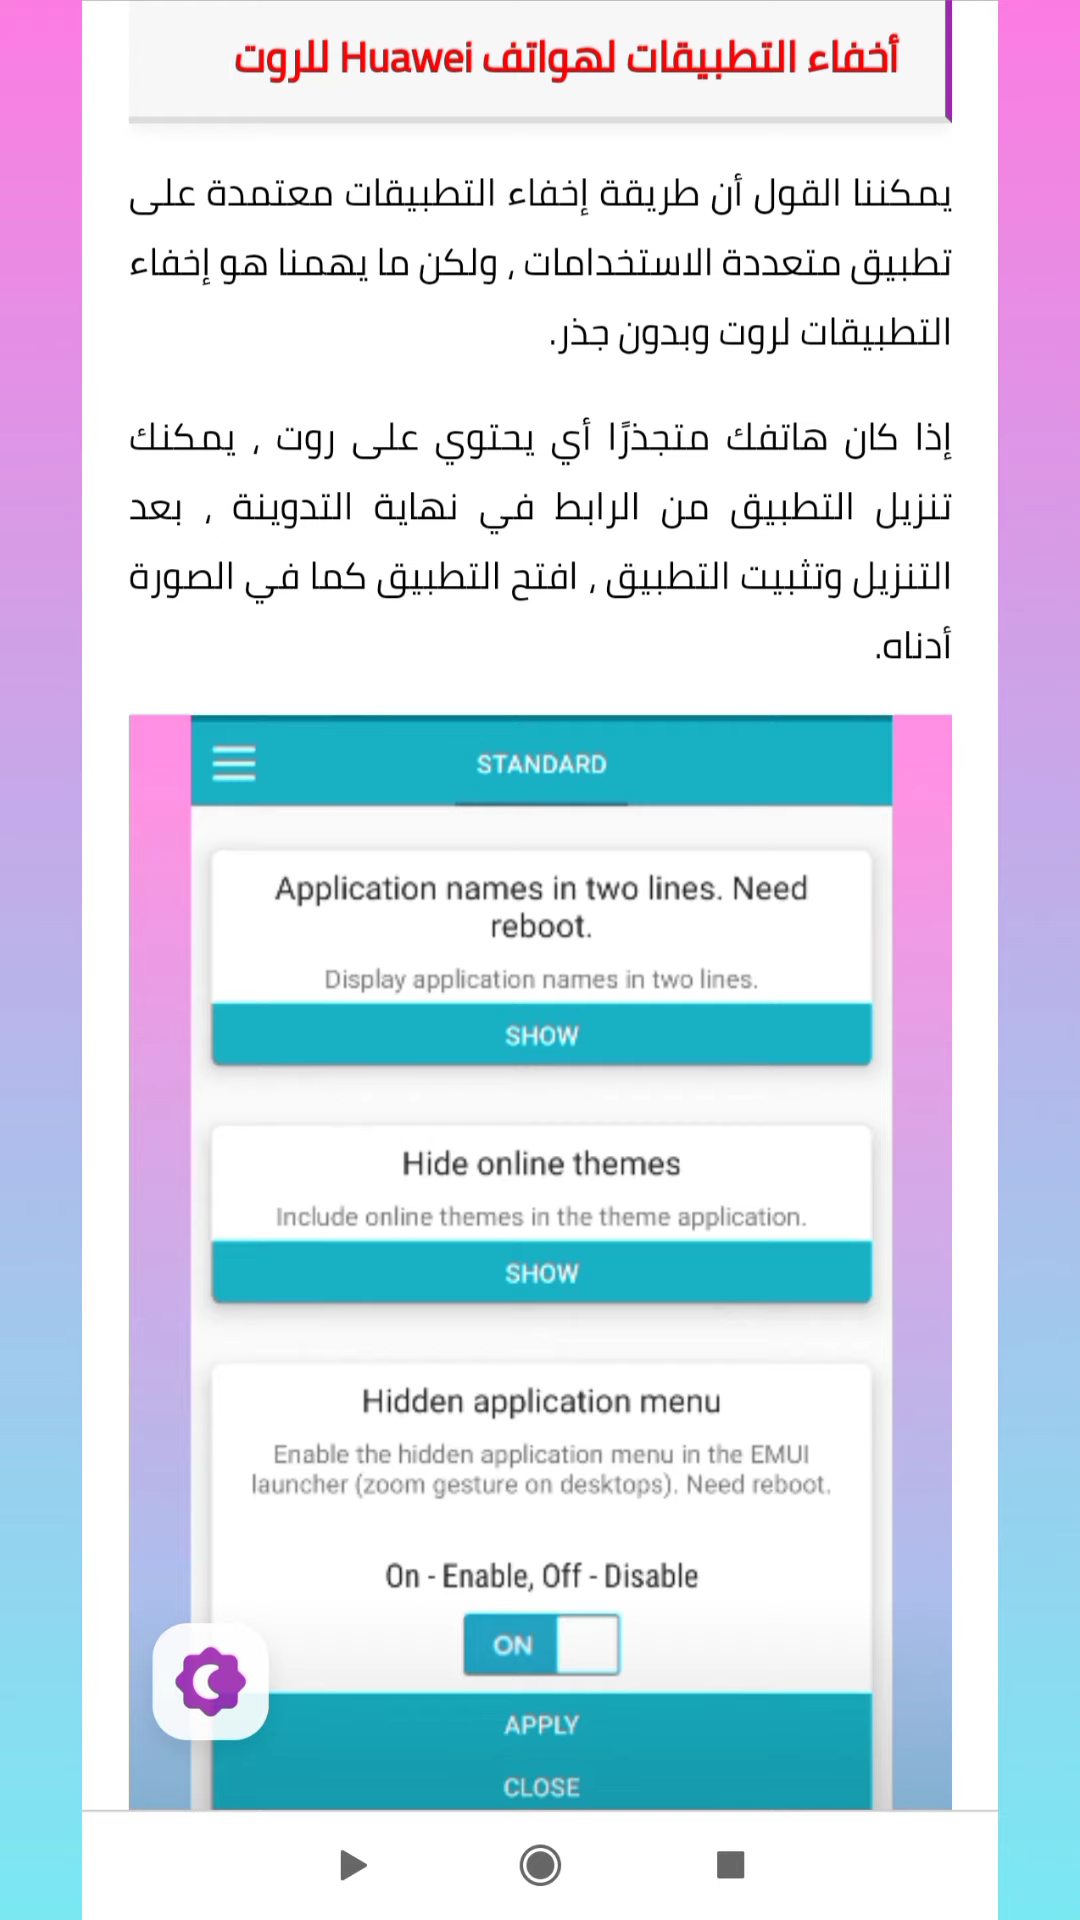 أخفاء التطبيقات لهواتف Huawei للروت
يمكننا القول أن طريقة إخفاء التطبيقات معتمدة على
تطبيق متعددة الاستخدامات ، ولكن ما يهمنا هو إخفاء
التطبيقات لروت وبدون جذر.
إذا كان هاتفك متجذرًا أي يحتوي على روت ، يمكنك
تنزيل التطبيق من الرابط في نهاية التدوينة ، بعد
التنزيل وتثبيت التطبيق ، افتح التطبيق كما في الصورة
أدناه.
STANDARD
Application names in two lines. Need
reboot.
Display application names in two lines.
SHOW
Hide online themes
Include online themes in the theme application.
SHOW
Hidden application menu
Enable the hidden application menu in the EMUI
launcher (zoom gesture on desktops). Need reboot.
On - Enable, Off - Disable
ON
APPLY
CLOSE